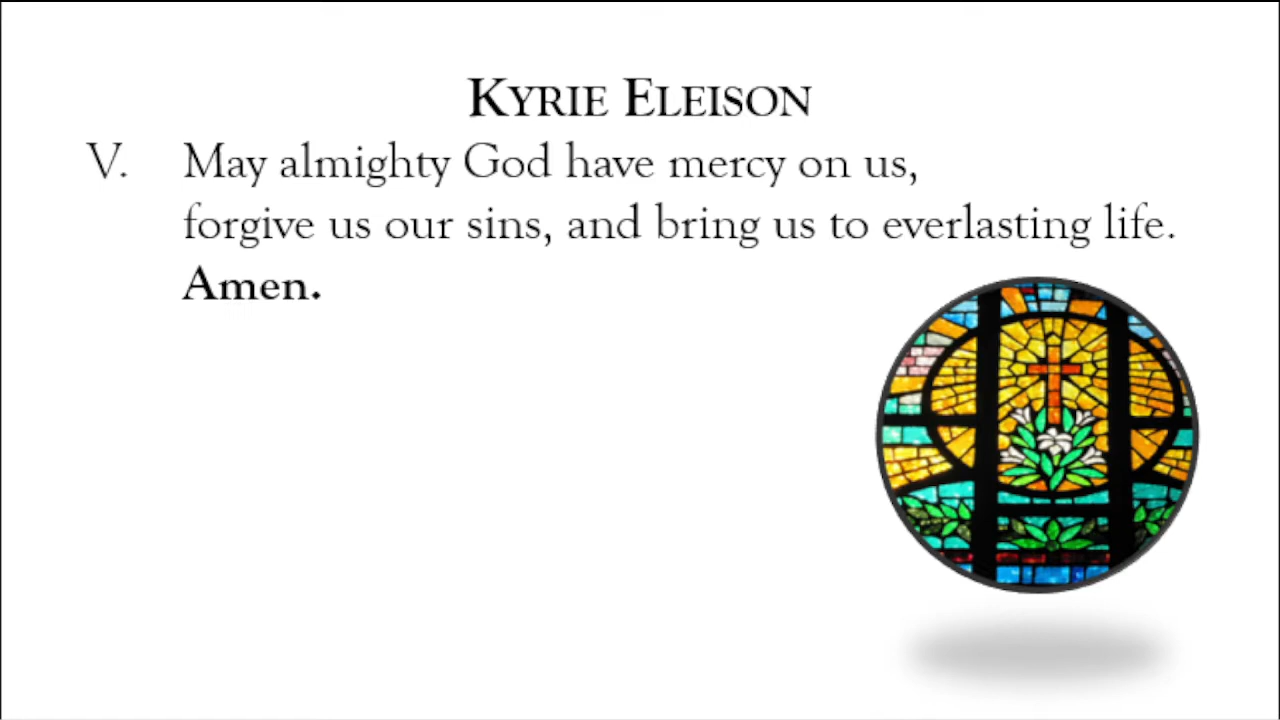 KYRIE ELEISON
V. May almighty God have mercy on us,
forgive us our sins, and bring us to everlasting life.
Amen.